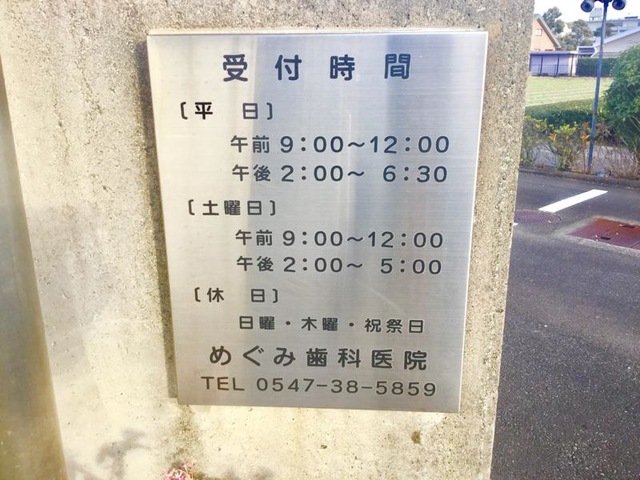 受付時間
〔平 日〕
午前 9：00～12：00
午後 2：00～ 6：30
〔土曜日〕
午前 9：00～12：00
午後 2：00～ 5：00
〔休 日〕
日曜・木曜・祝祭日
めぐみ歯科医院
TEL 0547-38-5859